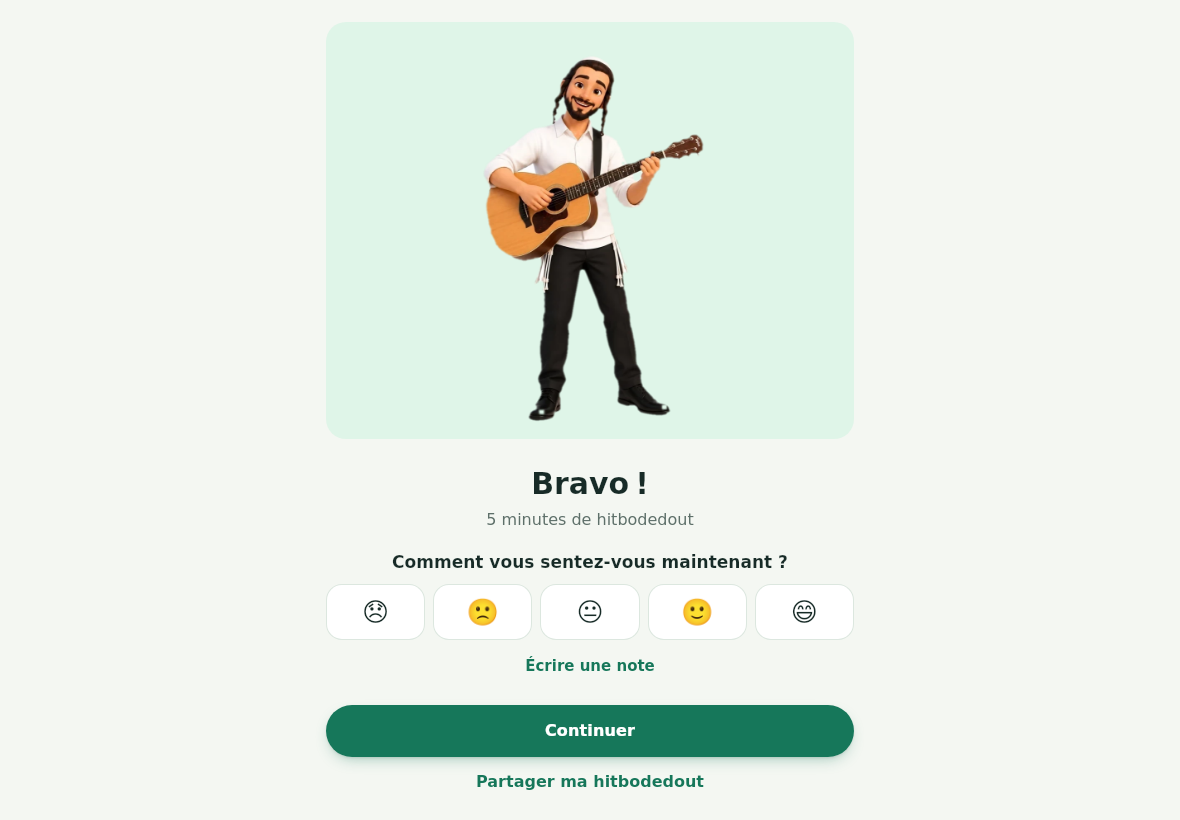 Bravo !
5 minutes de hitbodedout
Comment vous sentez-vous maintenant ?
Écrire une note
Continuer
Partager ma hitbodedout